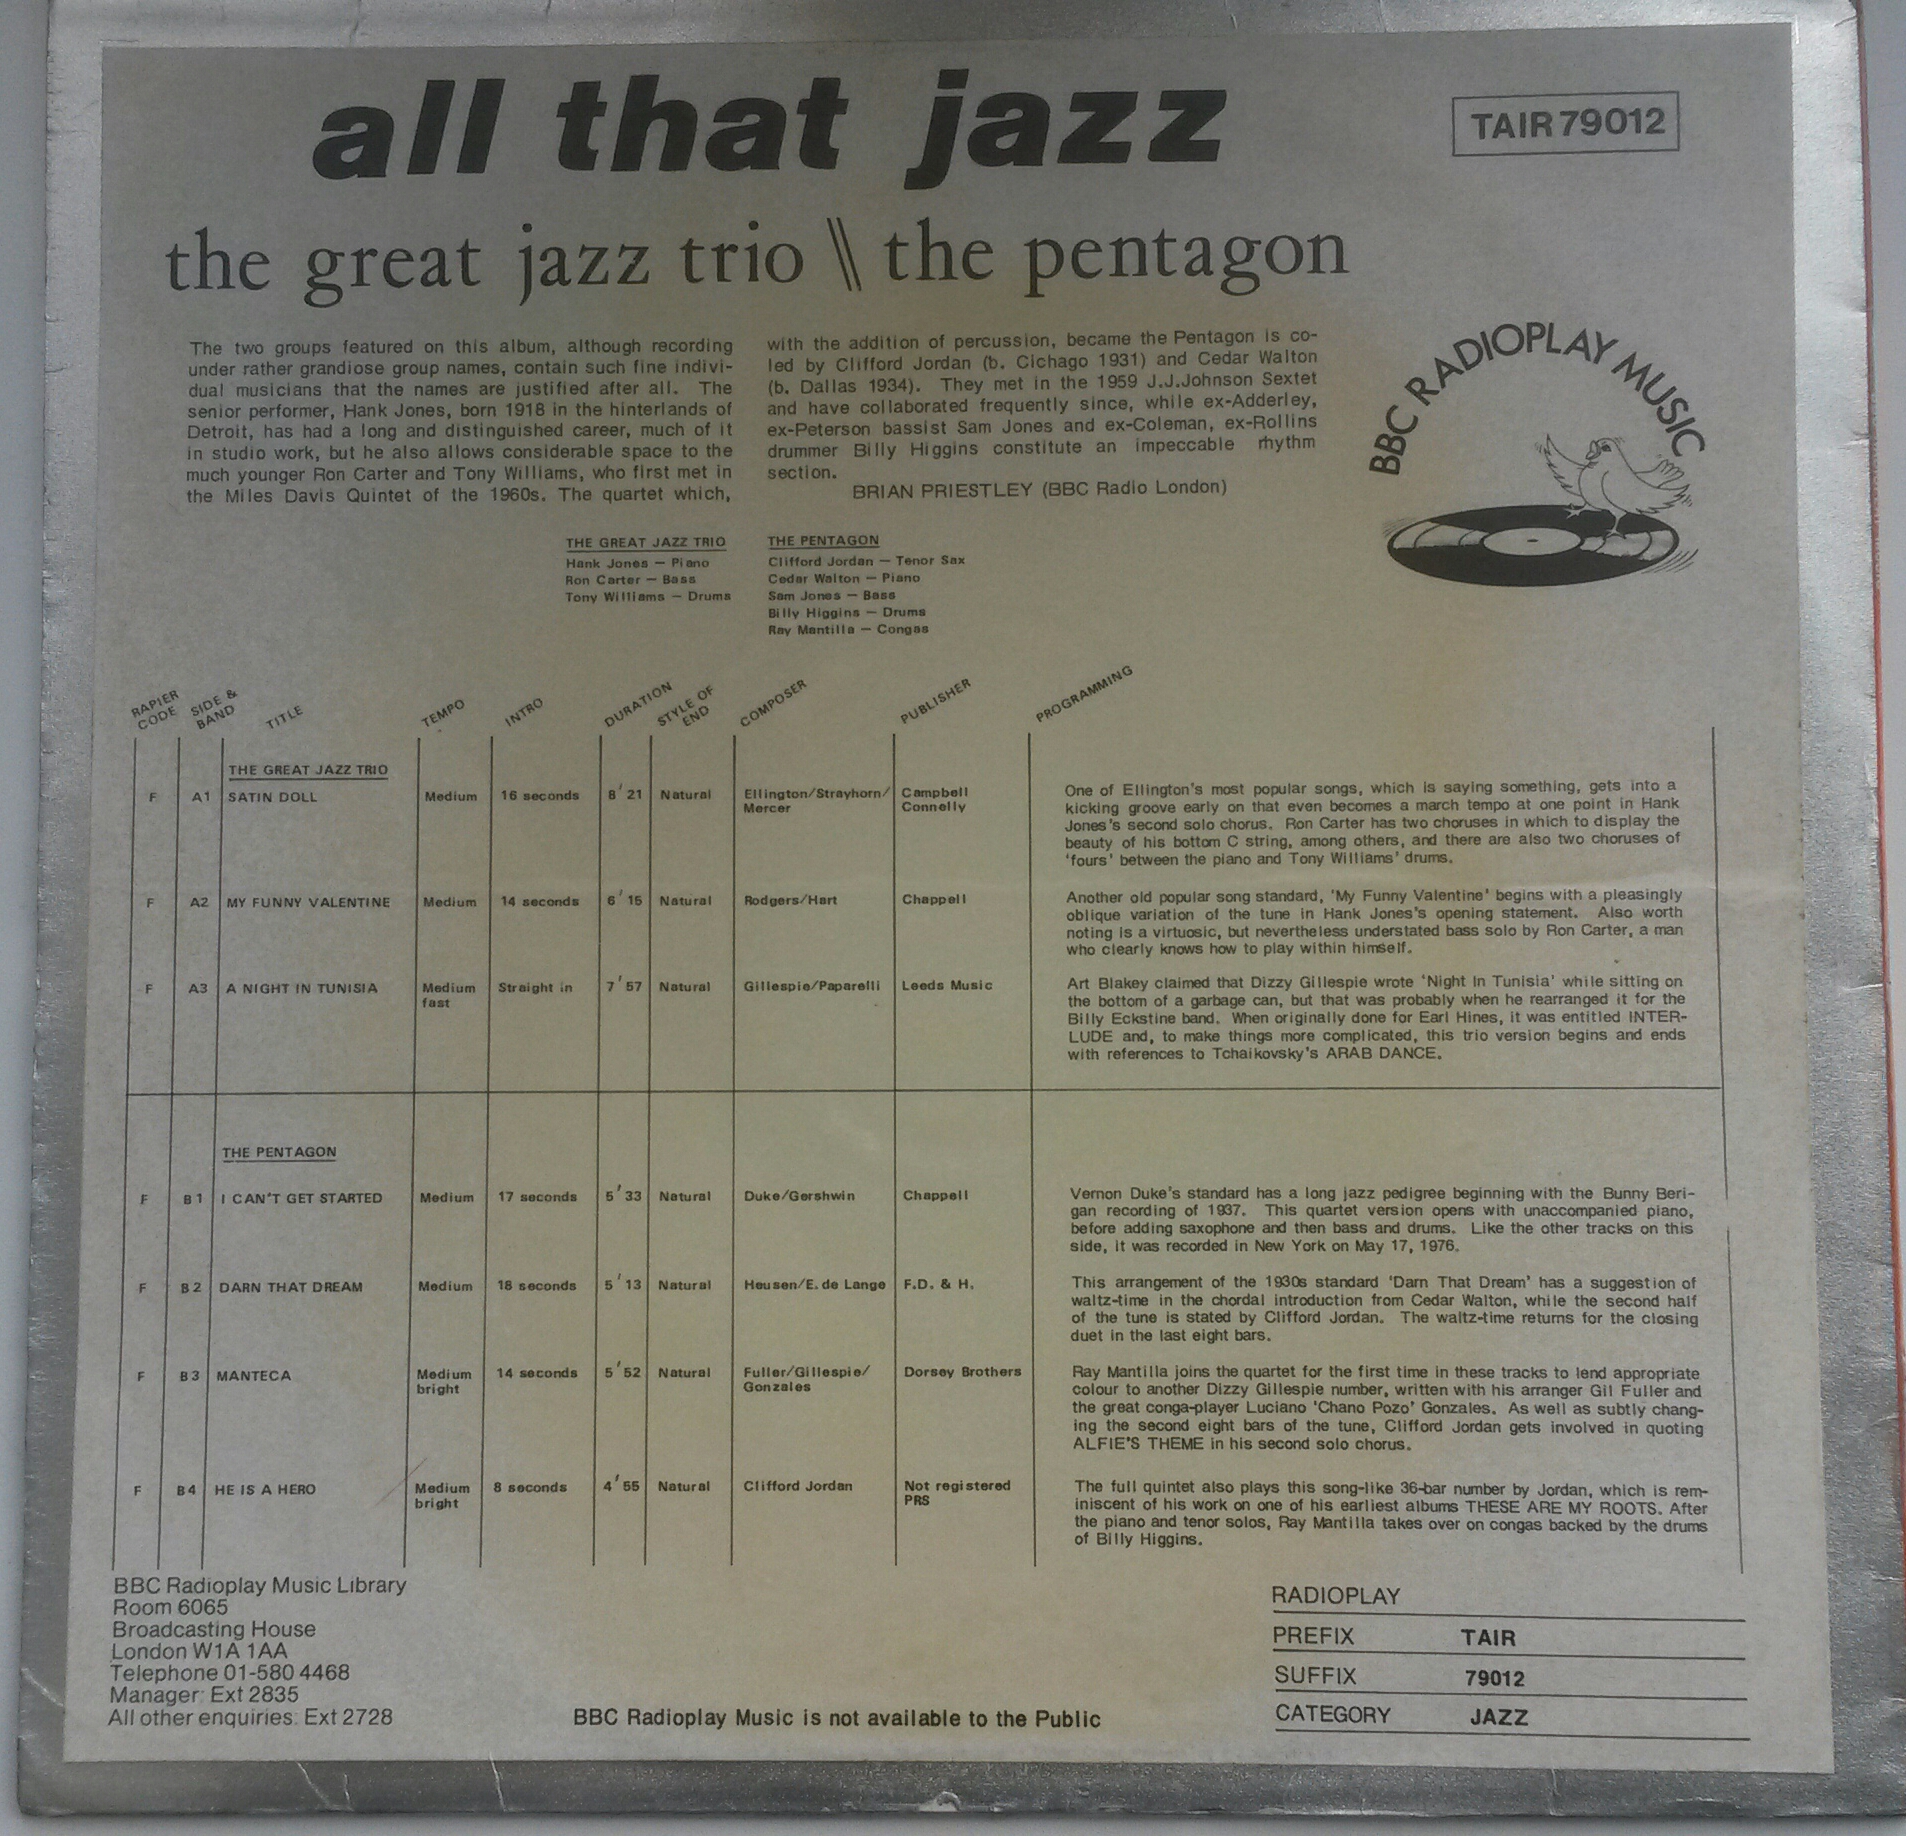 all that jazz
TAIR 79012
the great jazz trio \\ the pentagon
BBC RADIOPLAY MUSIC
The two groups featured on this album, although recording
under rather grandiose group names, contain such fine indivi-
dual musicians that the names are justified after all. The
senior performer, Hank Jones, born 1918 in the hinterlands of
Detroit, has had a long and distinguished career, much of it
in studio work, but he also allows considerable space to the
much younger Ron Carter and Tony Williams, who first met in
the Miles Davis Quintet of the 1960s. The quartet which,
with the addition of percussion, became the Pentagon is co-
led by Clifford Jordan (b. Cichago 1931) and Cedar Walton
(b. Dallas 1934). They met in the 1959 J.J.Johnson Sextet
and have collaborated frequently since, while ex-Adderley,
ex-Peterson bassist Sam Jones and ex-Coleman, ex-Rollins
drummer Billy Higgins constitute an impeccable rhythm
section.
BRIAN PRIESTLEY (BBC Radio London)
THE GREAT JAZZ TRIO
Hank Jones — Piano
Ron Carter — Bass
Tony Williams — Drums
THE PENTAGON
Clifford Jordan — Tenor Sax
Cedar Walton — Piano
Sam Jones — Bass
Billy Higgins — Drums
Ray Mantilla — Congas
RAPIER CODE SIDE & BAND TITLE TEMPO INTRO DURATION STYLE OF END COMPOSER PUBLISHER PROGRAMMING
THE GREAT JAZZ TRIO
F A1 SATIN DOLL Medium 16 seconds 8'21 Natural Ellington/Strayhorn/ Campbell
Mercer Connelly
One of Ellington's most popular songs, which is saying something, gets into a
kicking groove early on that even becomes a march tempo at one point in Hank
Jones's second solo chorus. Ron Carter has two choruses in which to display the
beauty of his bottom C string, among others, and there are also two choruses of
'fours' between the piano and Tony Williams' drums.
F A2 MY FUNNY VALENTINE Medium 14 seconds 6'15 Natural Rodgers/Hart Chappell
Another old popular song standard, 'My Funny Valentine' begins with a pleasingly
oblique variation of the tune in Hank Jones's opening statement. Also worth
noting is a virtuosic, but nevertheless understated bass solo by Ron Carter, a man
who clearly knows how to play within himself.
F A3 A NIGHT IN TUNISIA Medium Straight in 7'57 Natural Gillespie/Paparelli Leeds Music
fast
Art Blakey claimed that Dizzy Gillespie wrote 'Night In Tunisia' while sitting on
the bottom of a garbage can, but that was probably when he rearranged it for the
Billy Eckstine band. When originally done for Earl Hines, it was entitled INTER-
LUDE and, to make things more complicated, this trio version begins and ends
with references to Tchaikovsky's ARAB DANCE.
THE PENTAGON
F B1 I CAN'T GET STARTED Medium 17 seconds 5'33 Natural Duke/Gershwin Chappell
Vernon Duke's standard has a long jazz pedigree beginning with the Bunny Beri-
gan recording of 1937. This quartet version opens with unaccompanied piano,
before adding saxophone and then bass and drums. Like the other tracks on this
side, it was recorded in New York on May 17, 1976.
F B2 DARN THAT DREAM Medium 18 seconds 5'13 Natural Heusen/E. de Lange F.D. & H.
This arrangement of the 1930s standard 'Darn That Dream' has a suggestion of
waltz-time in the chordal introduction from Cedar Walton, while the second half
of the tune is stated by Clifford Jordan. The waltz-time returns for the closing
duet in the last eight bars.
F B3 MANTECA Medium 14 seconds 5'52 Natural Fuller/Gillespie/ Dorsey Brothers
bright Gonzales
Ray Mantilla joins the quartet for the first time in these tracks to lend appropriate
colour to another Dizzy Gillespie number, written with his arranger Gil Fuller and
the great conga-player Luciano 'Chano Pozo' Gonzales. As well as subtly chang-
ing the second eight bars of the tune, Clifford Jordan gets involved in quoting
ALFIE'S THEME in his second solo chorus.
F B4 HE IS A HERO Medium 8 seconds 4'55 Natural Clifford Jordan Not registered
bright PRS
The full quintet also plays this song-like 36-bar number by Jordan, which is rem-
iniscent of his work on one of his earliest albums THESE ARE MY ROOTS. After
the piano and tenor solos, Ray Mantilla takes over on congas backed by the drums
of Billy Higgins.
BBC Radioplay Music Library
Room 6065
Broadcasting House
London W1A 1AA
Telephone 01-580 4468
Manager: Ext 2835
All other enquiries: Ext 2728
BBC Radioplay Music is not available to the Public
RADIOPLAY
PREFIX TAIR
SUFFIX 79012
CATEGORY JAZZ